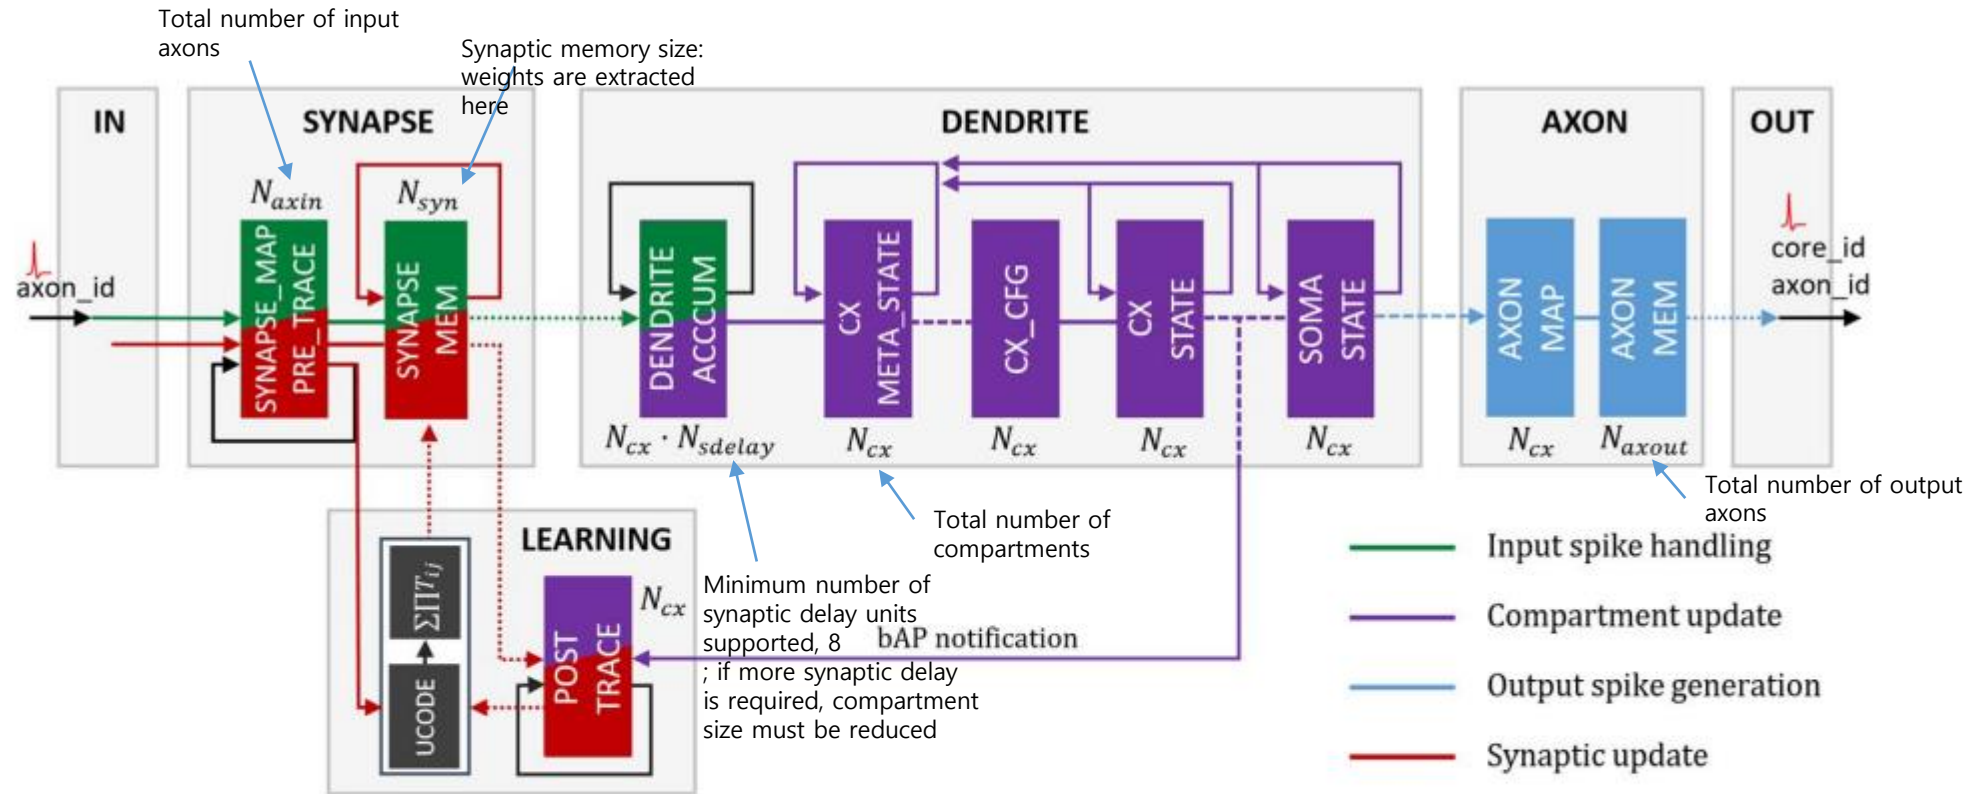 Total number of input
axons
Synaptic memory size:
weights are extracted
here
IN
SYNAPSE
DENDRITE
AXON
OUT
N_axin
N_syn
axon_id
SYNAPSE_MAP
PRE_TRACE
SYNAPSE
MEM
DENDRITE
ACCCUM
CX
META_STATE
CX_CFG
CX
STATE
SOMA
STATE
AXON
MAP
AXON
MEM
core_id
axon_id
N_cx · N_sdelay
N_cx
N_cx
N_cx
N_cx
N_cx
N_axout
Total number of output
axons
Total number of
compartments
LEARNING
ΣΠT_ij
UCODE
POST
TRACE
N_cx
Minimum number of
synaptic delay units
supported, 8
; if more synaptic delay
is required, compartment
size must be reduced
bAP notification
Input spike handling
Compartment update
Output spike generation
Synaptic update